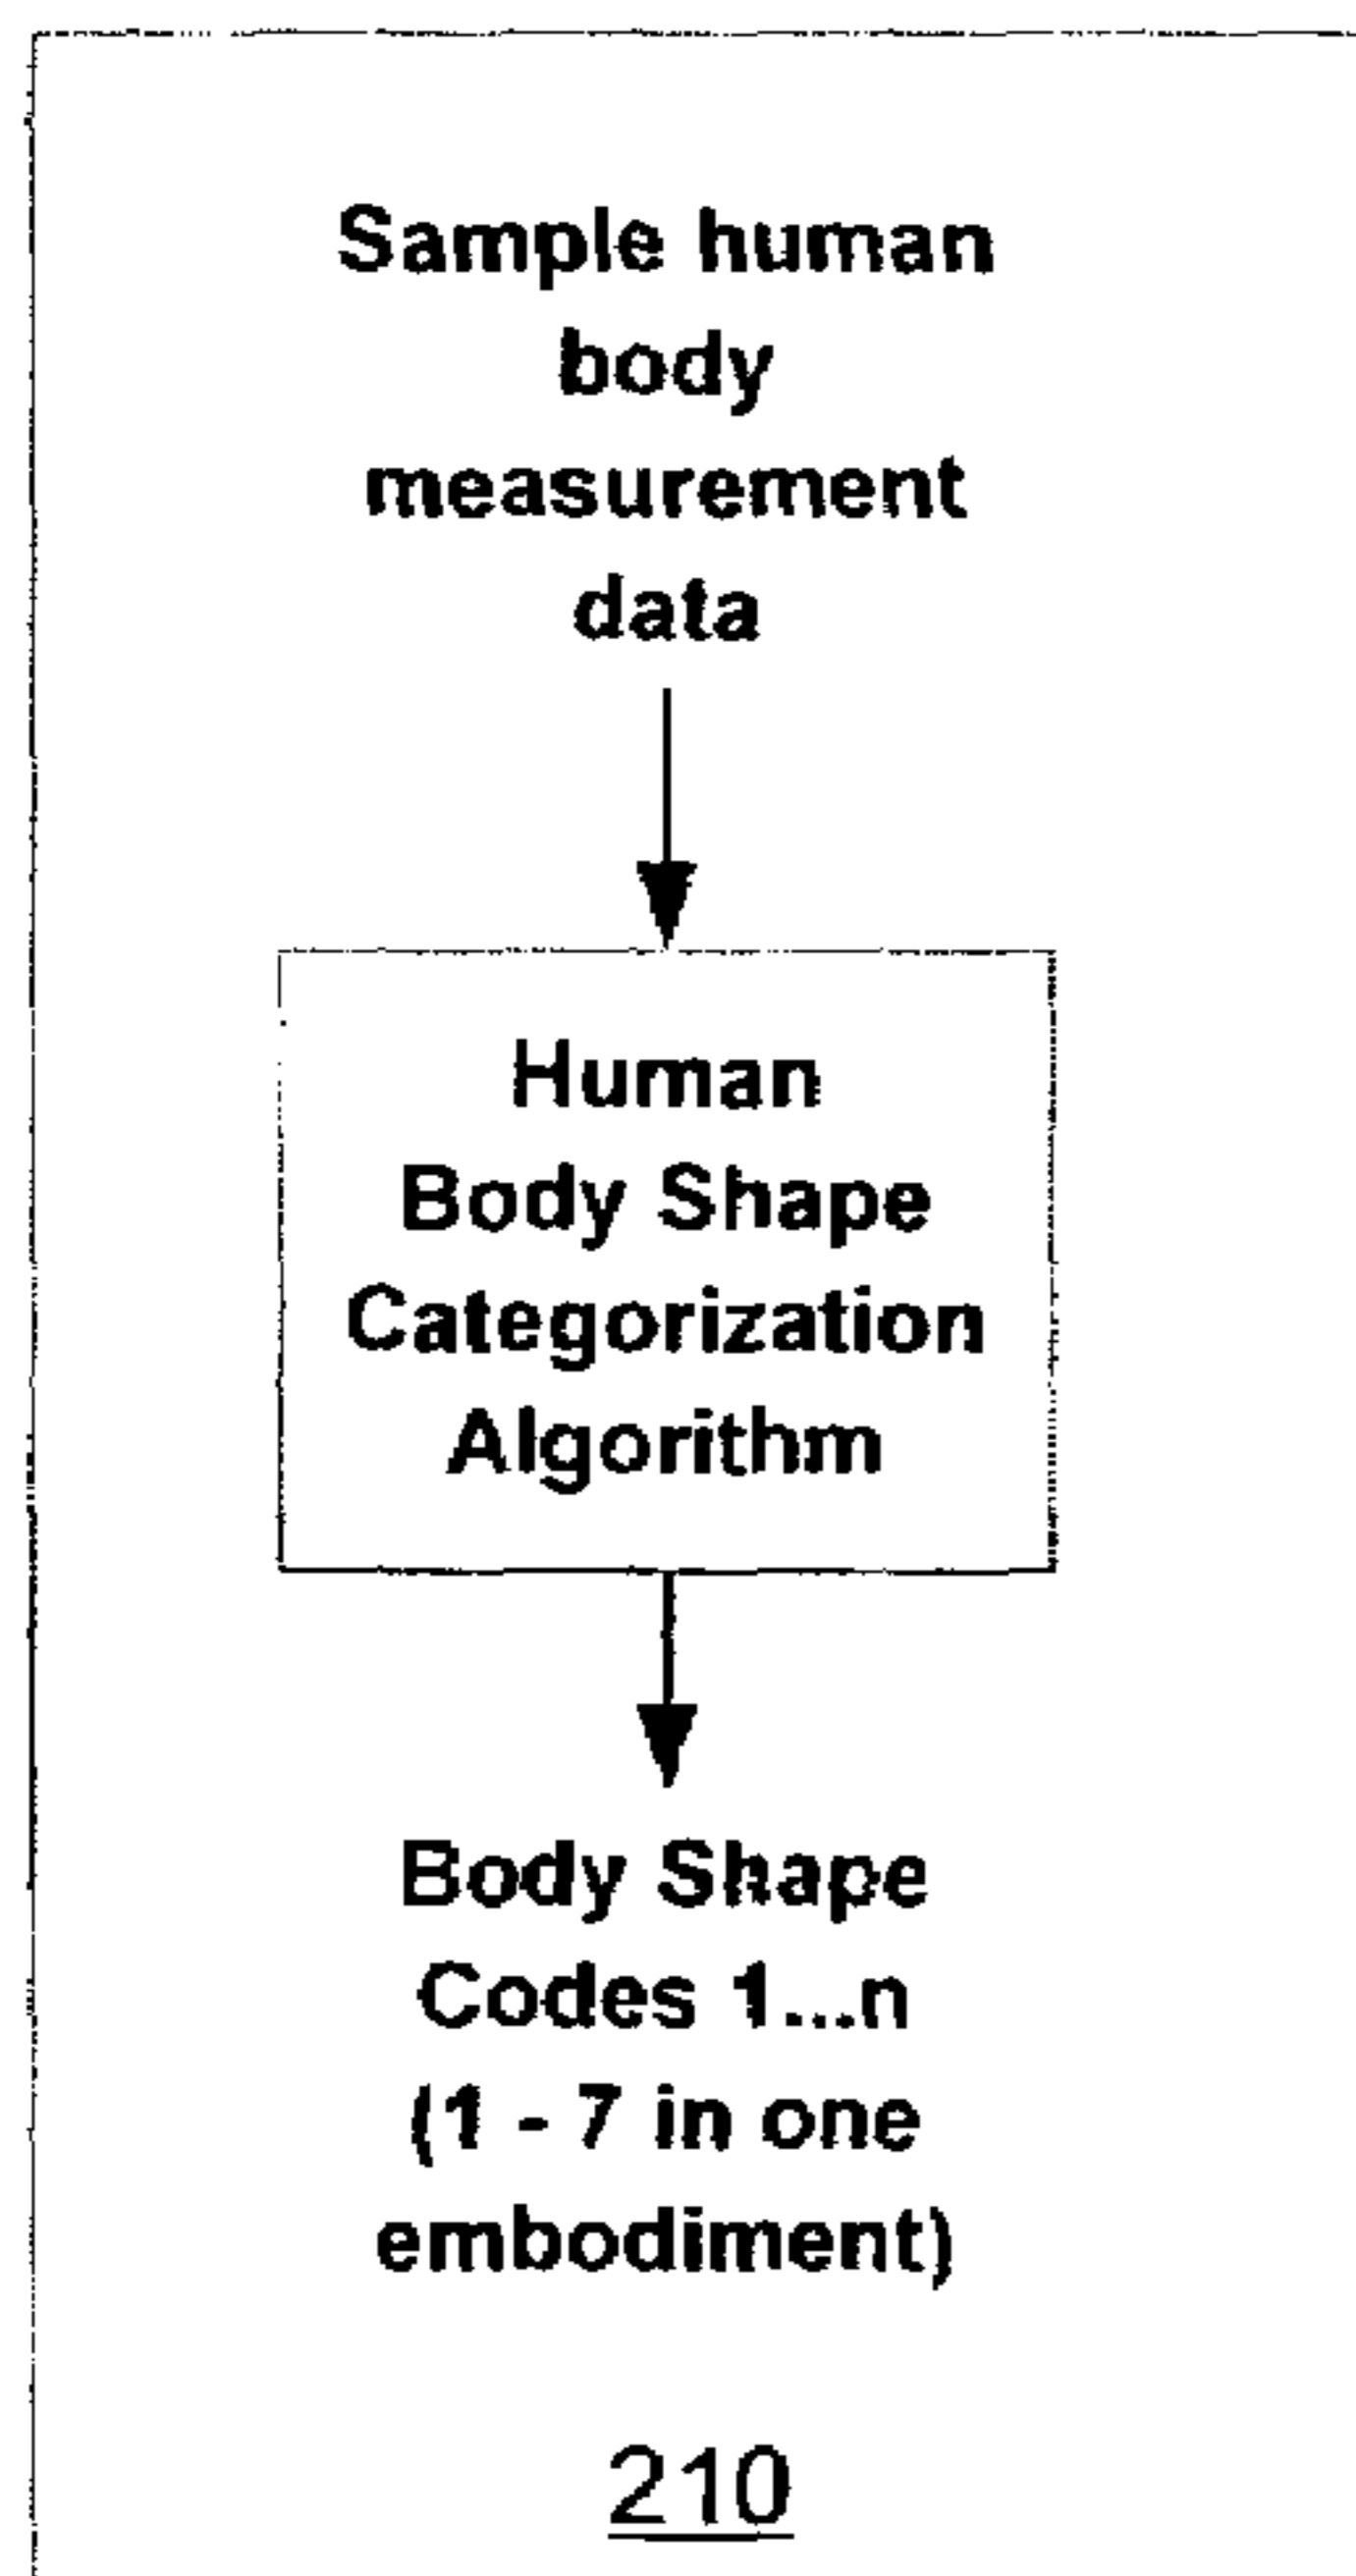 Sample human
body
measurement
data
Human
Body Shape
Categorization
Algorithm
Body Shape
Codes 1...n
(1 - 7 in one
embodiment)
210